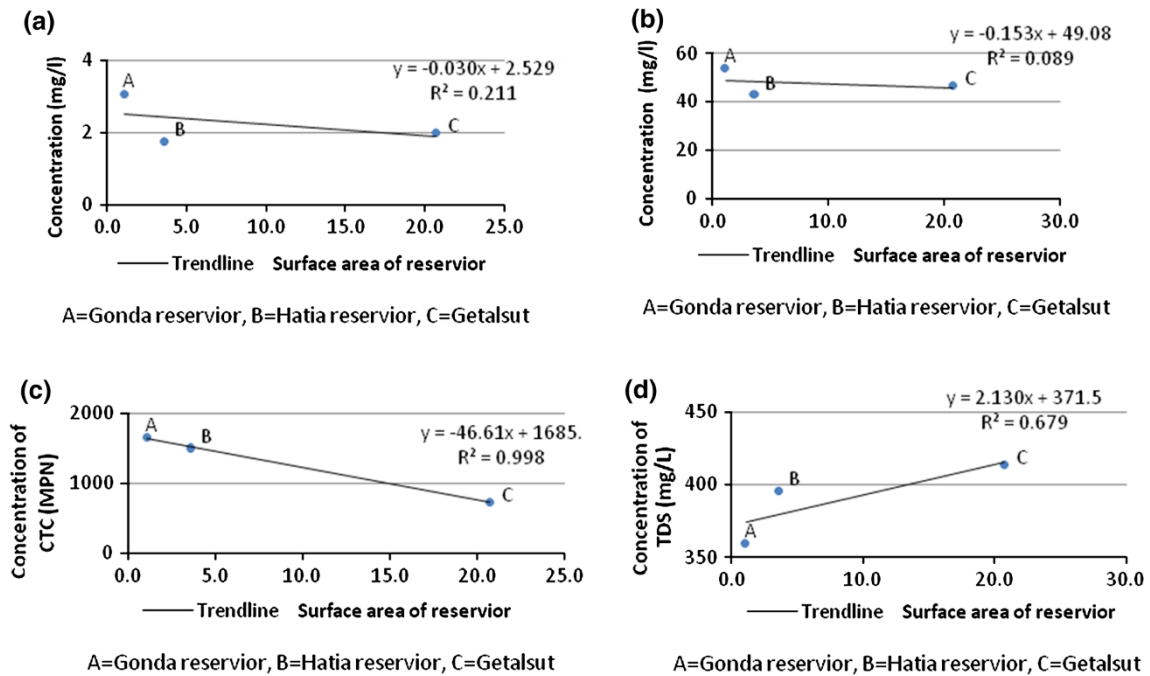 (a)
y = -0.030x + 2.529
R² = 0.211
Concentration (mg/l)
4
2
0
A
B
C
0.0 5.0 10.0 15.0 20.0 25.0
Trendline Surface area of reservior
A=Gonda reservior, B=Hatia reservior, C=Getalsut
(b)
y = -0.153x + 49.08
R² = 0.089
Concentration (mg/l)
60
40
20
0
A
B
C
0.0 10.0 20.0 30.0
Trendline Surface area of reservior
A=Gonda reservior, B=Hatia reservior, C=Getalsut
(c)
y = -46.61x + 1685.
R² = 0.998
Concentration of
CTC (MPN)
2000
1000
0
A
B
C
0.0 5.0 10.0 15.0 20.0 25.0
Trendline Surface area of reservior
A=Gonda reservior, B=Hatia reservior, C=Getalsut
(d)
y = 2.130x + 371.5
R² = 0.679
Concentration of
TDS (mg/L)
450
400
350
A
B
C
0.0 10.0 20.0 30.0
Trendline Surface area of reservior
A=Gonda reservior, B=Hatia reservior, C=Getalsut